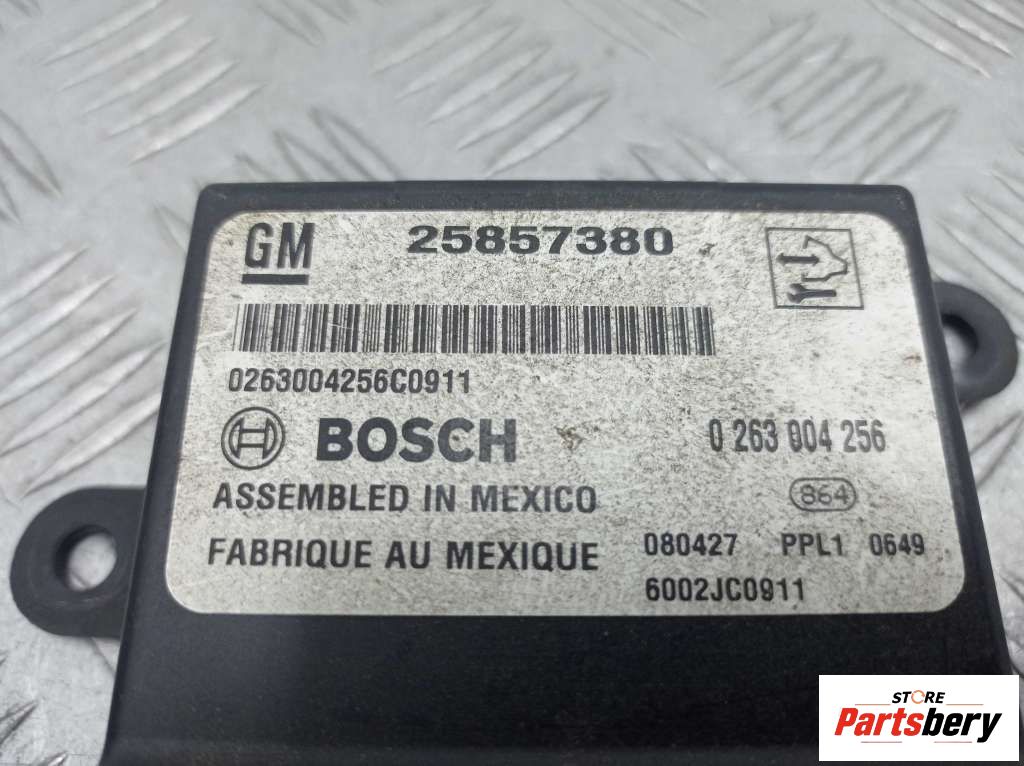 GM 25857380
0263004256C0911
BOSCH 0 263 004 256
ASSEMBLED IN MEXICO 864
FABRIQUE AU MEXIQUE 080427 PPL1 0649
6002JC0911
STORE
Partsbery